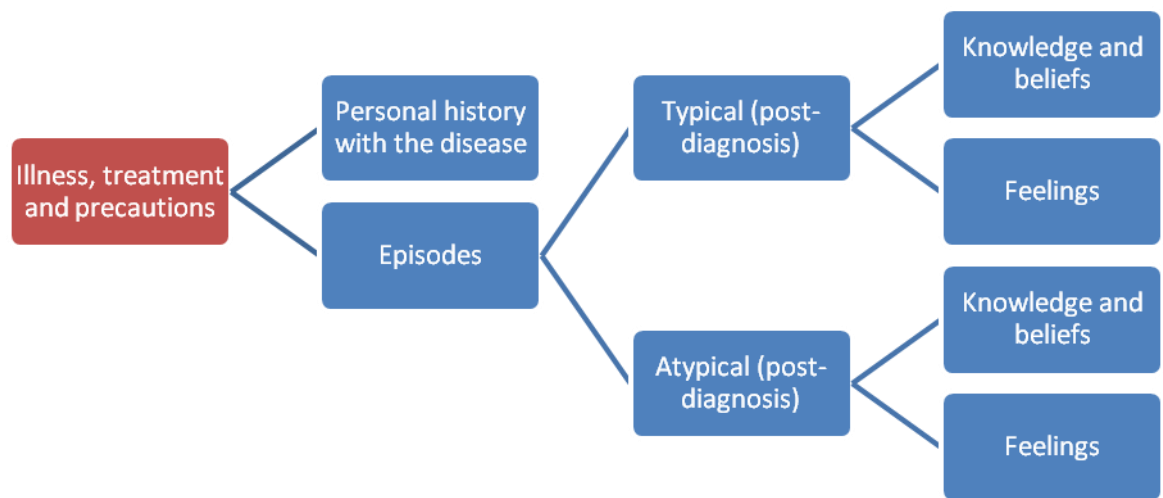 Illness, treatment
and precautions
Personal history
with the disease
Episodes
Typical (post-
diagnosis)
Atypical (post-
diagnosis)
Knowledge and
beliefs
Feelings
Knowledge and
beliefs
Feelings